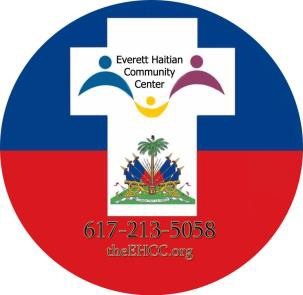 Everett Haitian
Community
Center
617-213-5058
theEHCC.org